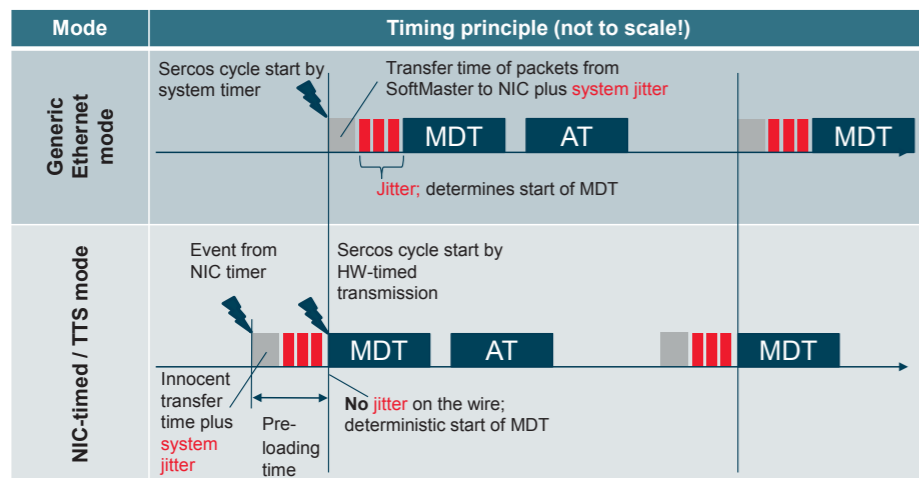 Mode
Timing principle (not to scale!)
Generic
Ethernet
mode
Sercos cycle start by
system timer
Transfer time of packets from
SoftMaster to NIC plus system jitter
MDT
AT
MDT
Jitter; determines start of MDT
NIC-timed / TTS mode
Event from
NIC timer
Sercos cycle start by
HW-timed
transmission
MDT
AT
MDT
Innocent
transfer
time plus
system
jitter
Pre-
loading
time
No jitter on the wire;
deterministic start of MDT